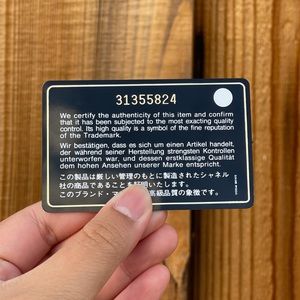 31355824
We certify the authenticity of this item and confirm
that it has been subjected to the most exacting quality
control. Its high quality is a symbol of the fine reputation
of the Trademark.
Wir bestätigen, dass es sich um einen Artikel handelt,
der während seiner Herstellung strengsten Kontrollen
unterworfen war, und dessen erstklassige Qualität
dem hohen Ansehen unserer Marke entspricht.
この製品は厳しい管理のもとに製造されたシャネル
社の商品であることを証明いたします。
このブランド・マ 高級品質の象徴です。